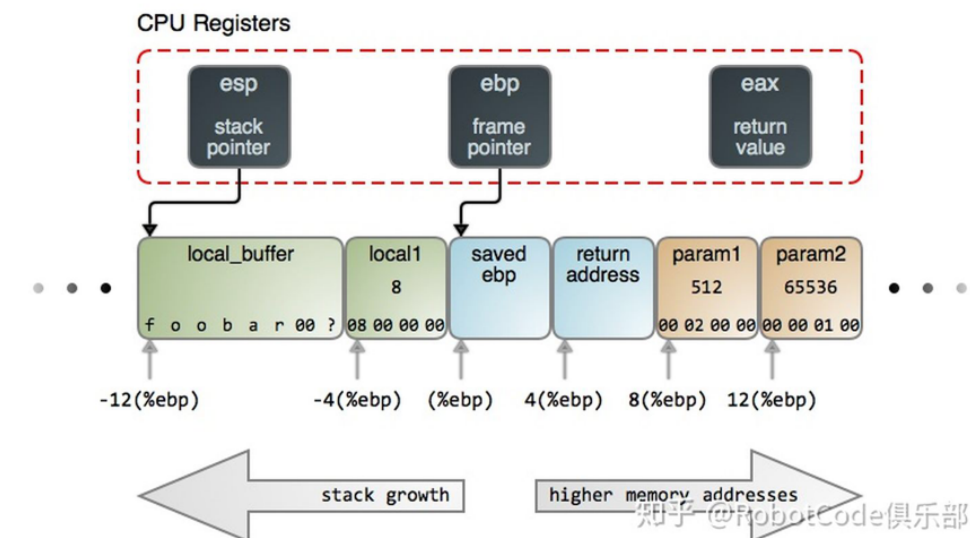 CPU Registers
esp
stack
pointer
ebp
frame
pointer
eax
return
value
local_buffer
f o o b a r 00 ?
local1
8
08 00 00 00
saved
ebp
return
address
param1
512
00 02 00 00
param2
65536
00 00 01 00
-12(%ebp)
-4(%ebp)
(%ebp)
4(%ebp)
8(%ebp)
12(%ebp)
stack growth
higher memory addresses
知乎 @RobotCode俱乐部